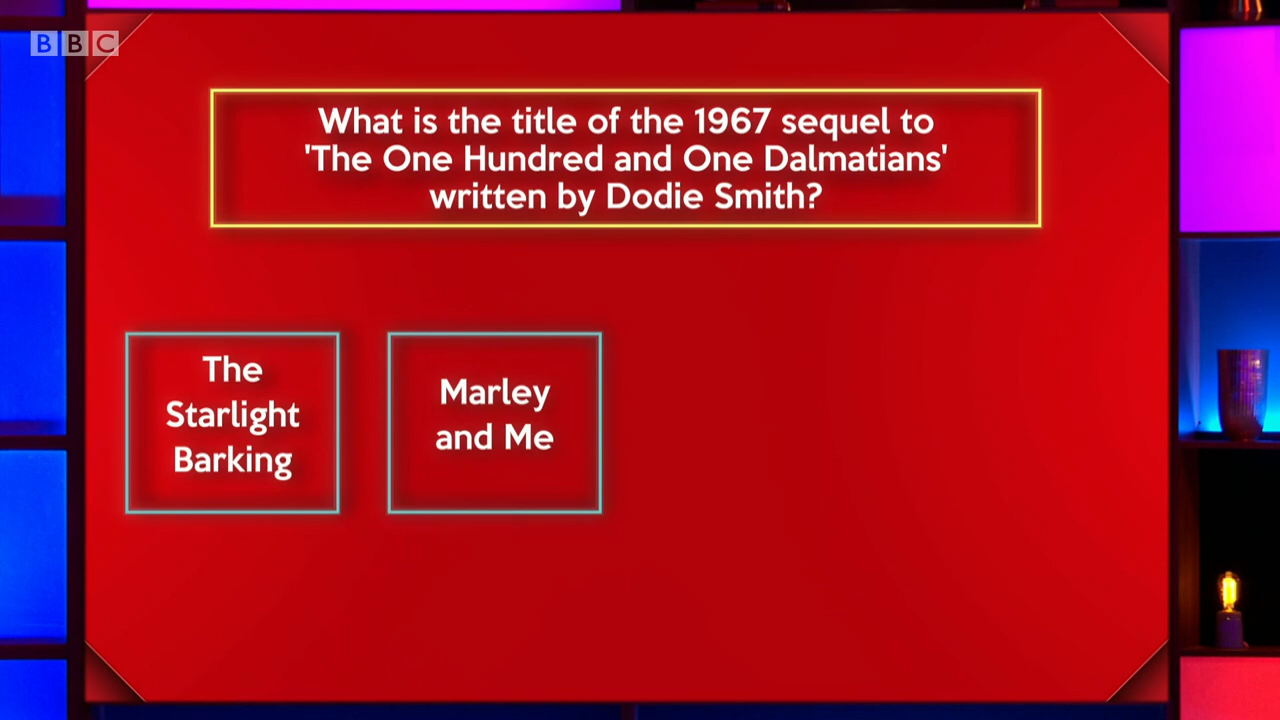 BBC
What is the title of the 1967 sequel to
'The One Hundred and One Dalmatians'
written by Dodie Smith?
The
Starlight
Barking
Marley
and Me